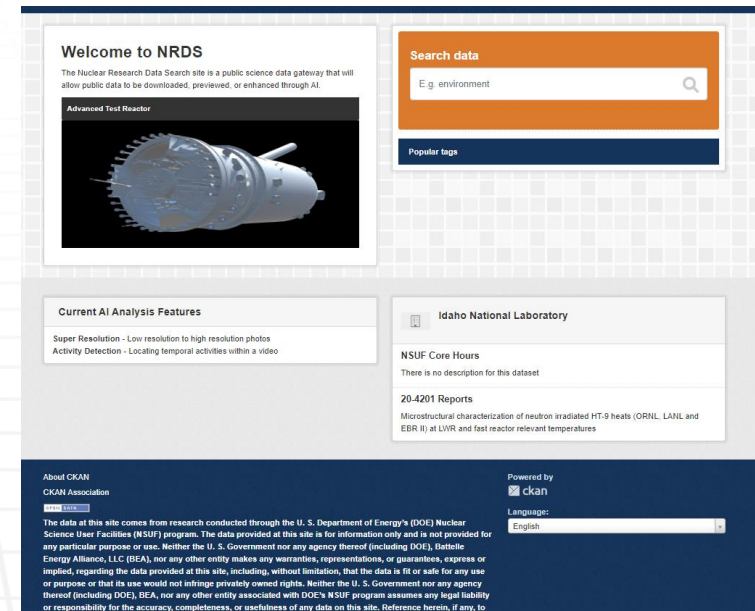 Welcome to NRDS
The Nuclear Research Data Search site is a public science data gateway that will
allow public data to be downloaded, previewed, or enhanced through AI.
Advanced Test Reactor
Search data
E.g. environment
Popular tags
Current AI Analysis Features
Super Resolution - Low resolution to high resolution photos
Activity Detection - Locating temporal activities within a video
Idaho National Laboratory
NSUF Core Hours
There is no description for this dataset
20-4201 Reports
Microstructural characterization of neutron irradiated HT-9 heats (ORNL, LANL and
EBR II) at LWR and fast reactor relevant temperatures
About CKAN
CKAN Association
OPEN DATA
The data at this site comes from research conducted through the U. S. Department of Energy's (DOE) Nuclear
Science User Facilities (NSUF) program. The data provided at this site is for information only and is not provided for
any particular purpose or use. Neither the U. S. Government nor any agency thereof (including DOE), Battelle
Energy Alliance, LLC (BEA), nor any other entity makes any warranties, representations, or guarantees, express or
implied, regarding the data provided at this site, including, without limitation, that the data is fit or safe for any use
or purpose or that its use would not infringe privately owned rights. Neither the U. S. Government nor any agency
thereof (including DOE), BEA, nor any other entity associated with DOE's NSUF program assumes any legal liability
or responsibility for the accuracy, completeness, or usefulness of any data on this site. Reference herein, if any, to
Powered by
ckan
Language:
English